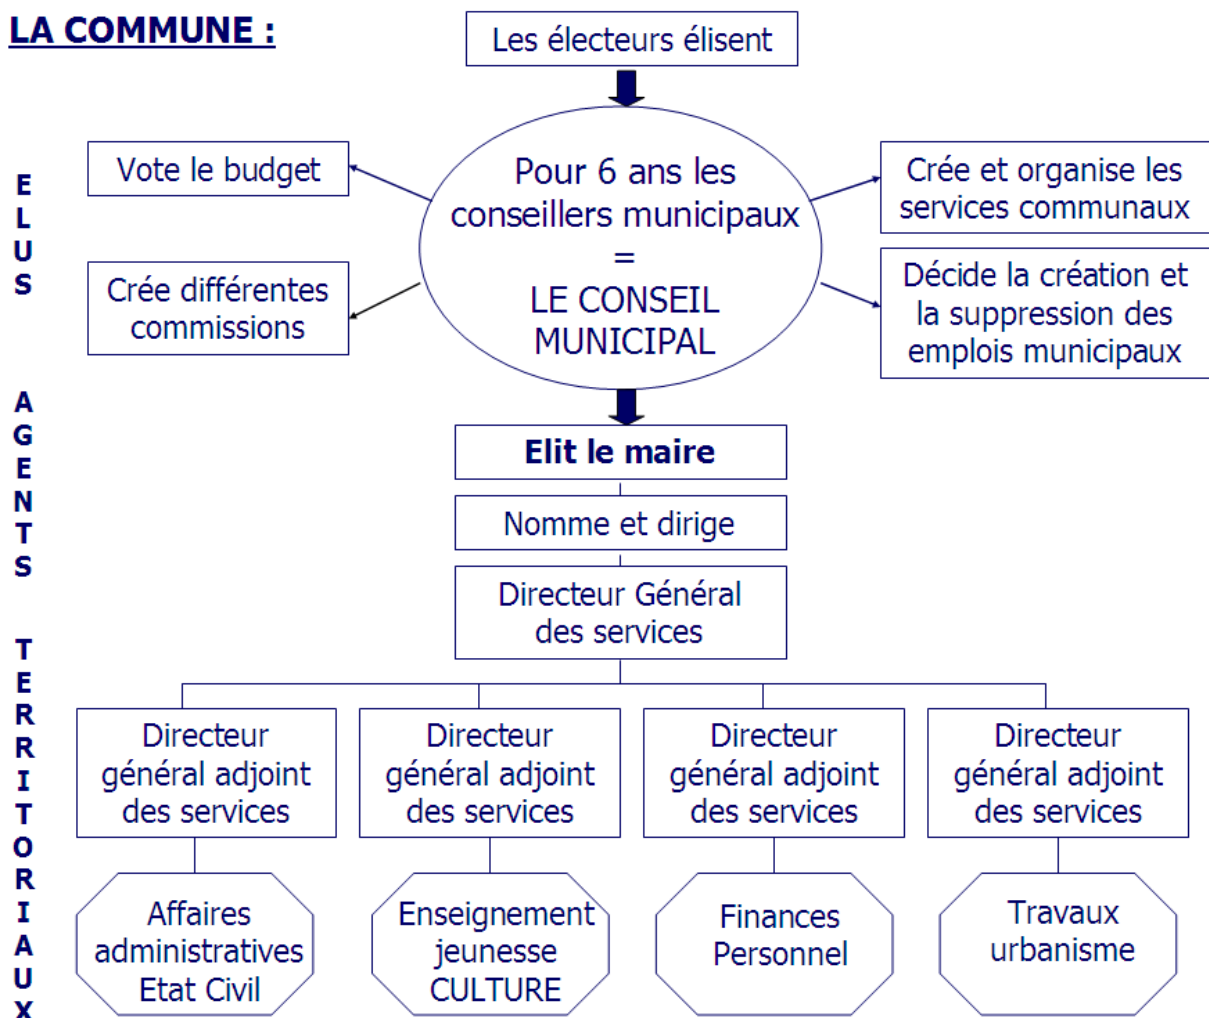 LA COMMUNE :
Les électeurs élisent
Vote le budget
Crée différentes
commissions
Pour 6 ans les
conseillers municipaux
=
LE CONSEIL
MUNICIPAL
Crée et organise les
services communaux
Décide la création et
la suppression des
emplois municipaux
ELUS
AGENTS
TERRITORIAUX
Elit le maire
Nomme et dirige
Directeur Général
des services
Directeur
général adjoint
des services
Directeur
général adjoint
des services
Directeur
général adjoint
des services
Directeur
général adjoint
des services
Affaires
administratives
Etat Civil
Enseignement
jeunesse
CULTURE
Finances
Personnel
Travaux
urbanisme